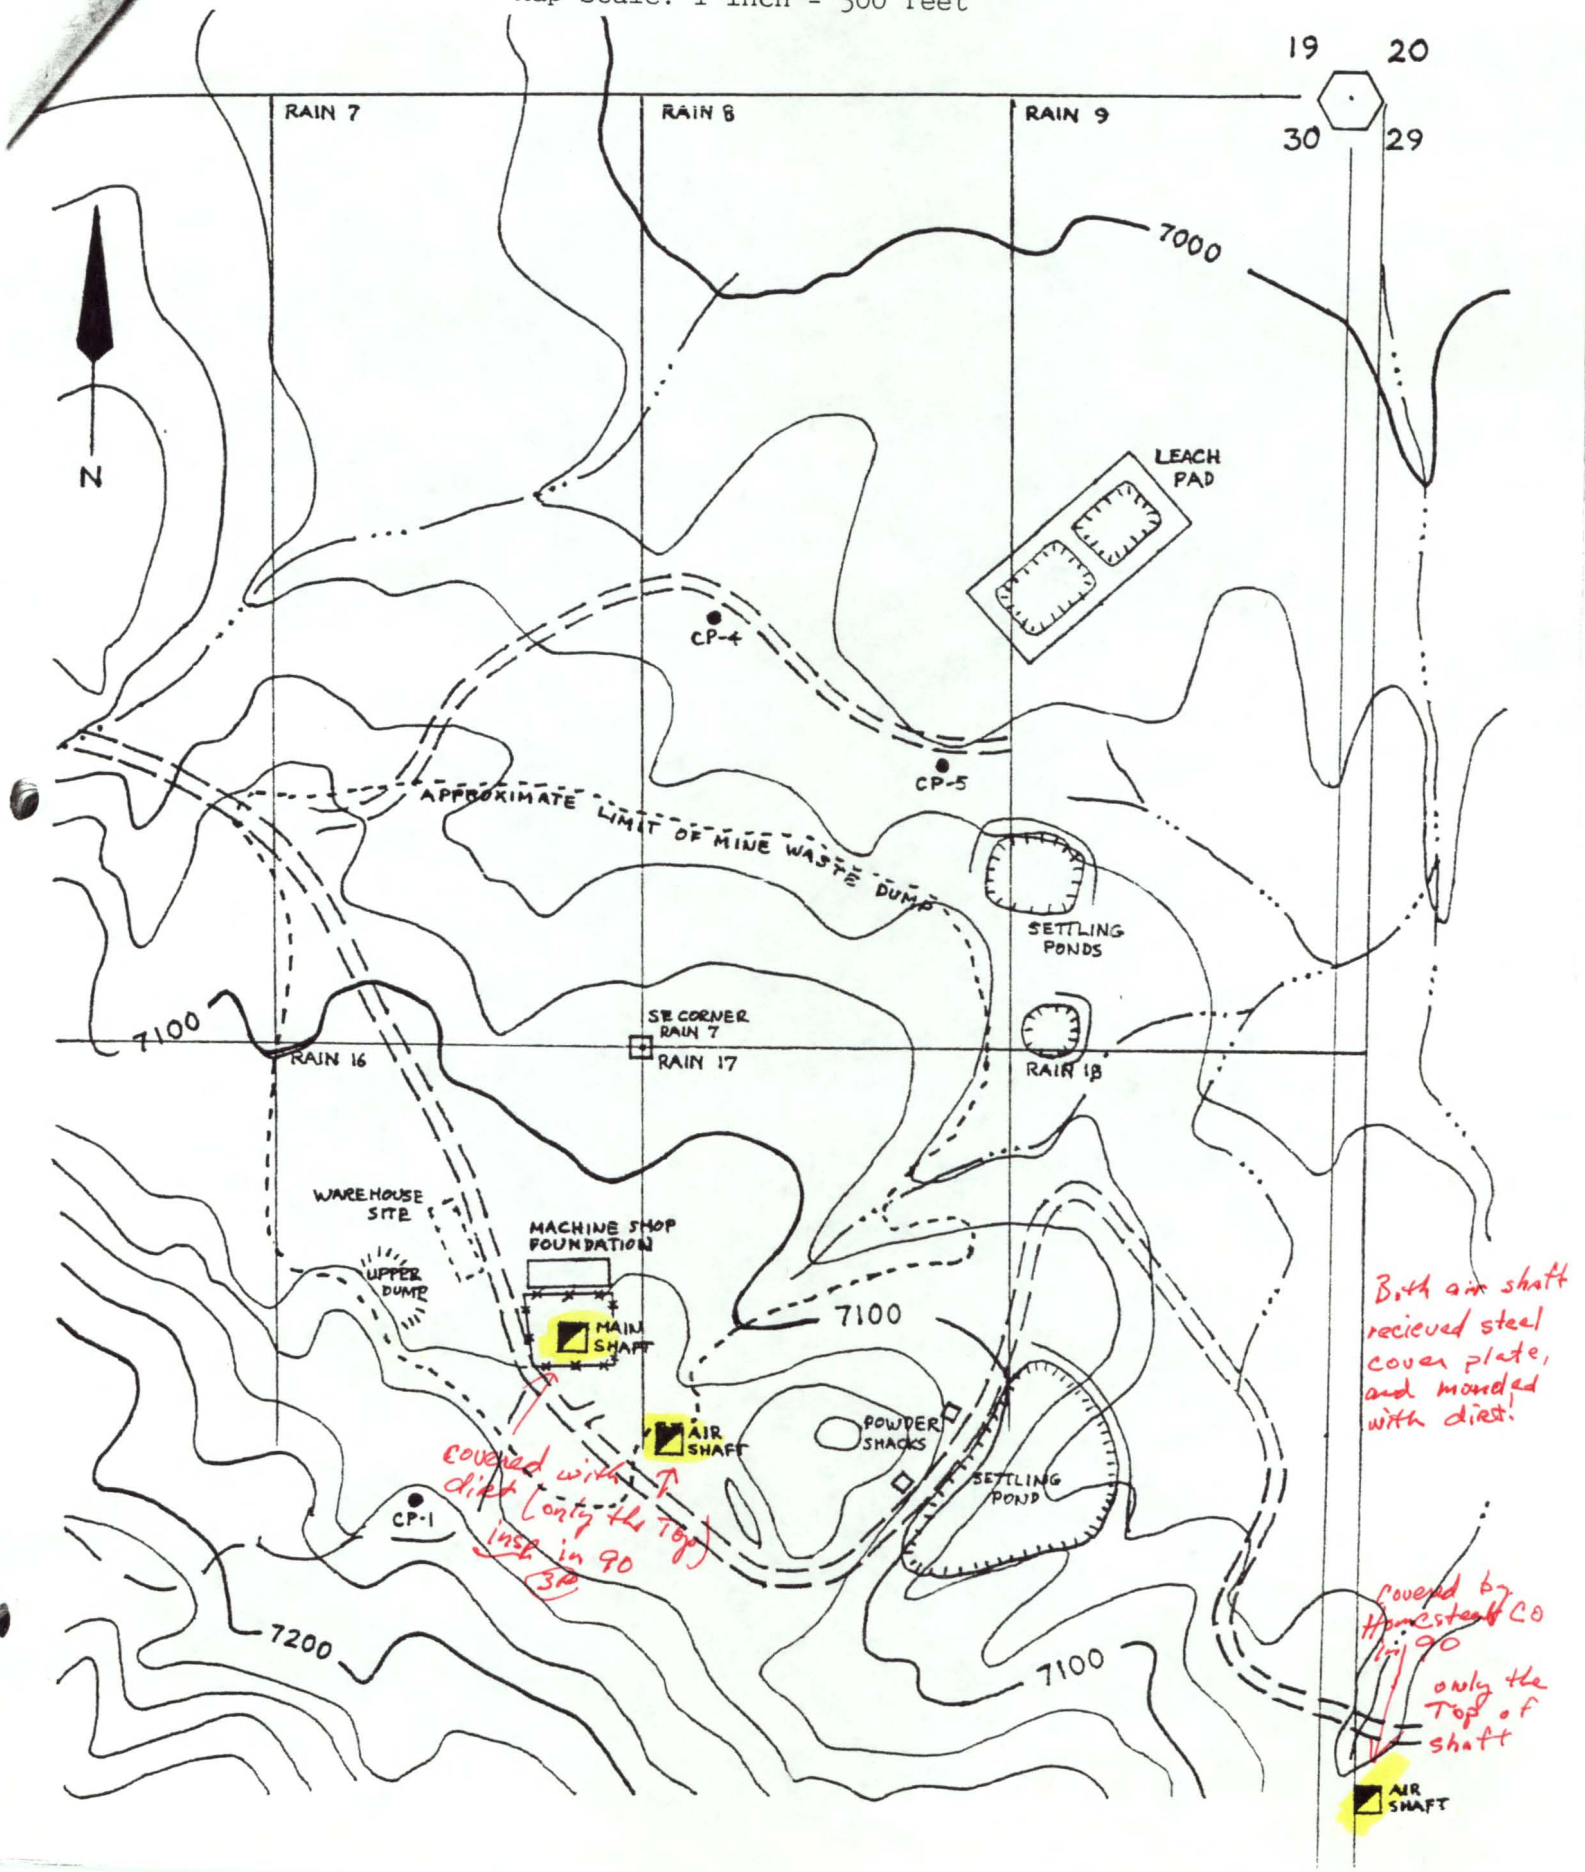 Map Scale: 1 inch = 300 feet
19 20
30 29
RAIN 7
RAIN 8
RAIN 9
7000
N
LEACH
PAD
CP-4
CP-5
APPROXIMATE LIMIT OF MINE WASTE DUMP
SETTLING
PONDS
7100
SE CORNER
RAIN 7
RAIN 16
RAIN 17
RAIN 18
WAREHOUSE
SITE
MACHINE SHOP
FOUNDATION
UPPER
DUMP
MAIN
SHAFT
7100
Both air shaft
recieved steel
cover plate,
and mounded
with dirt!
AIR
SHAFT
POWDER
SHACKS
covered with
dirt (only the Top)
in 90
SETTLING
POND
CP-1
7200
7100
Covered by
CO
in 90
only the
Top of
shaft
AIR
SHAFT